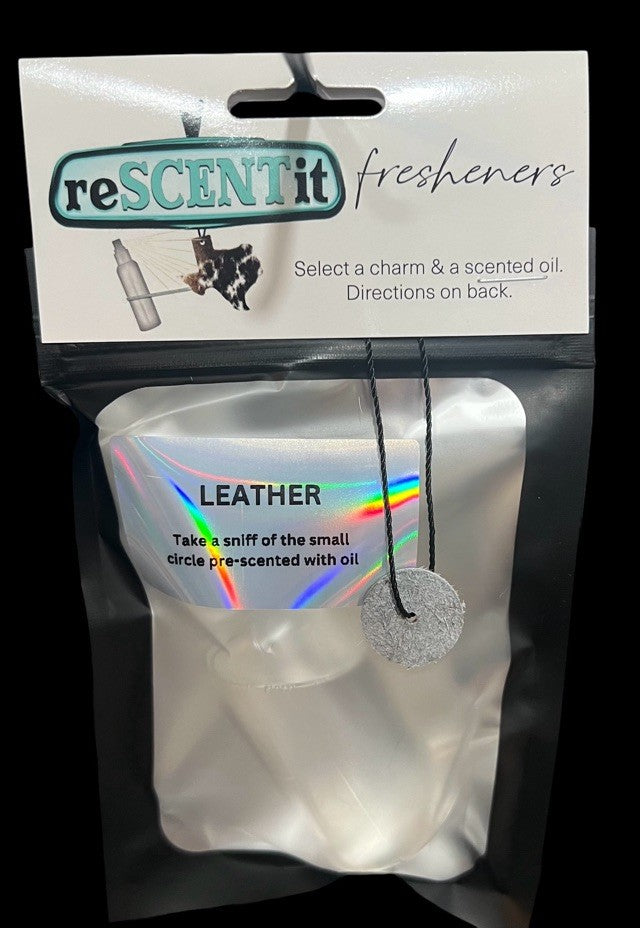 reSCENTit fresheners
Select a charm & a scented oil.
Directions on back.
LEATHER
Take a sniff of the small
circle pre-scented with oil